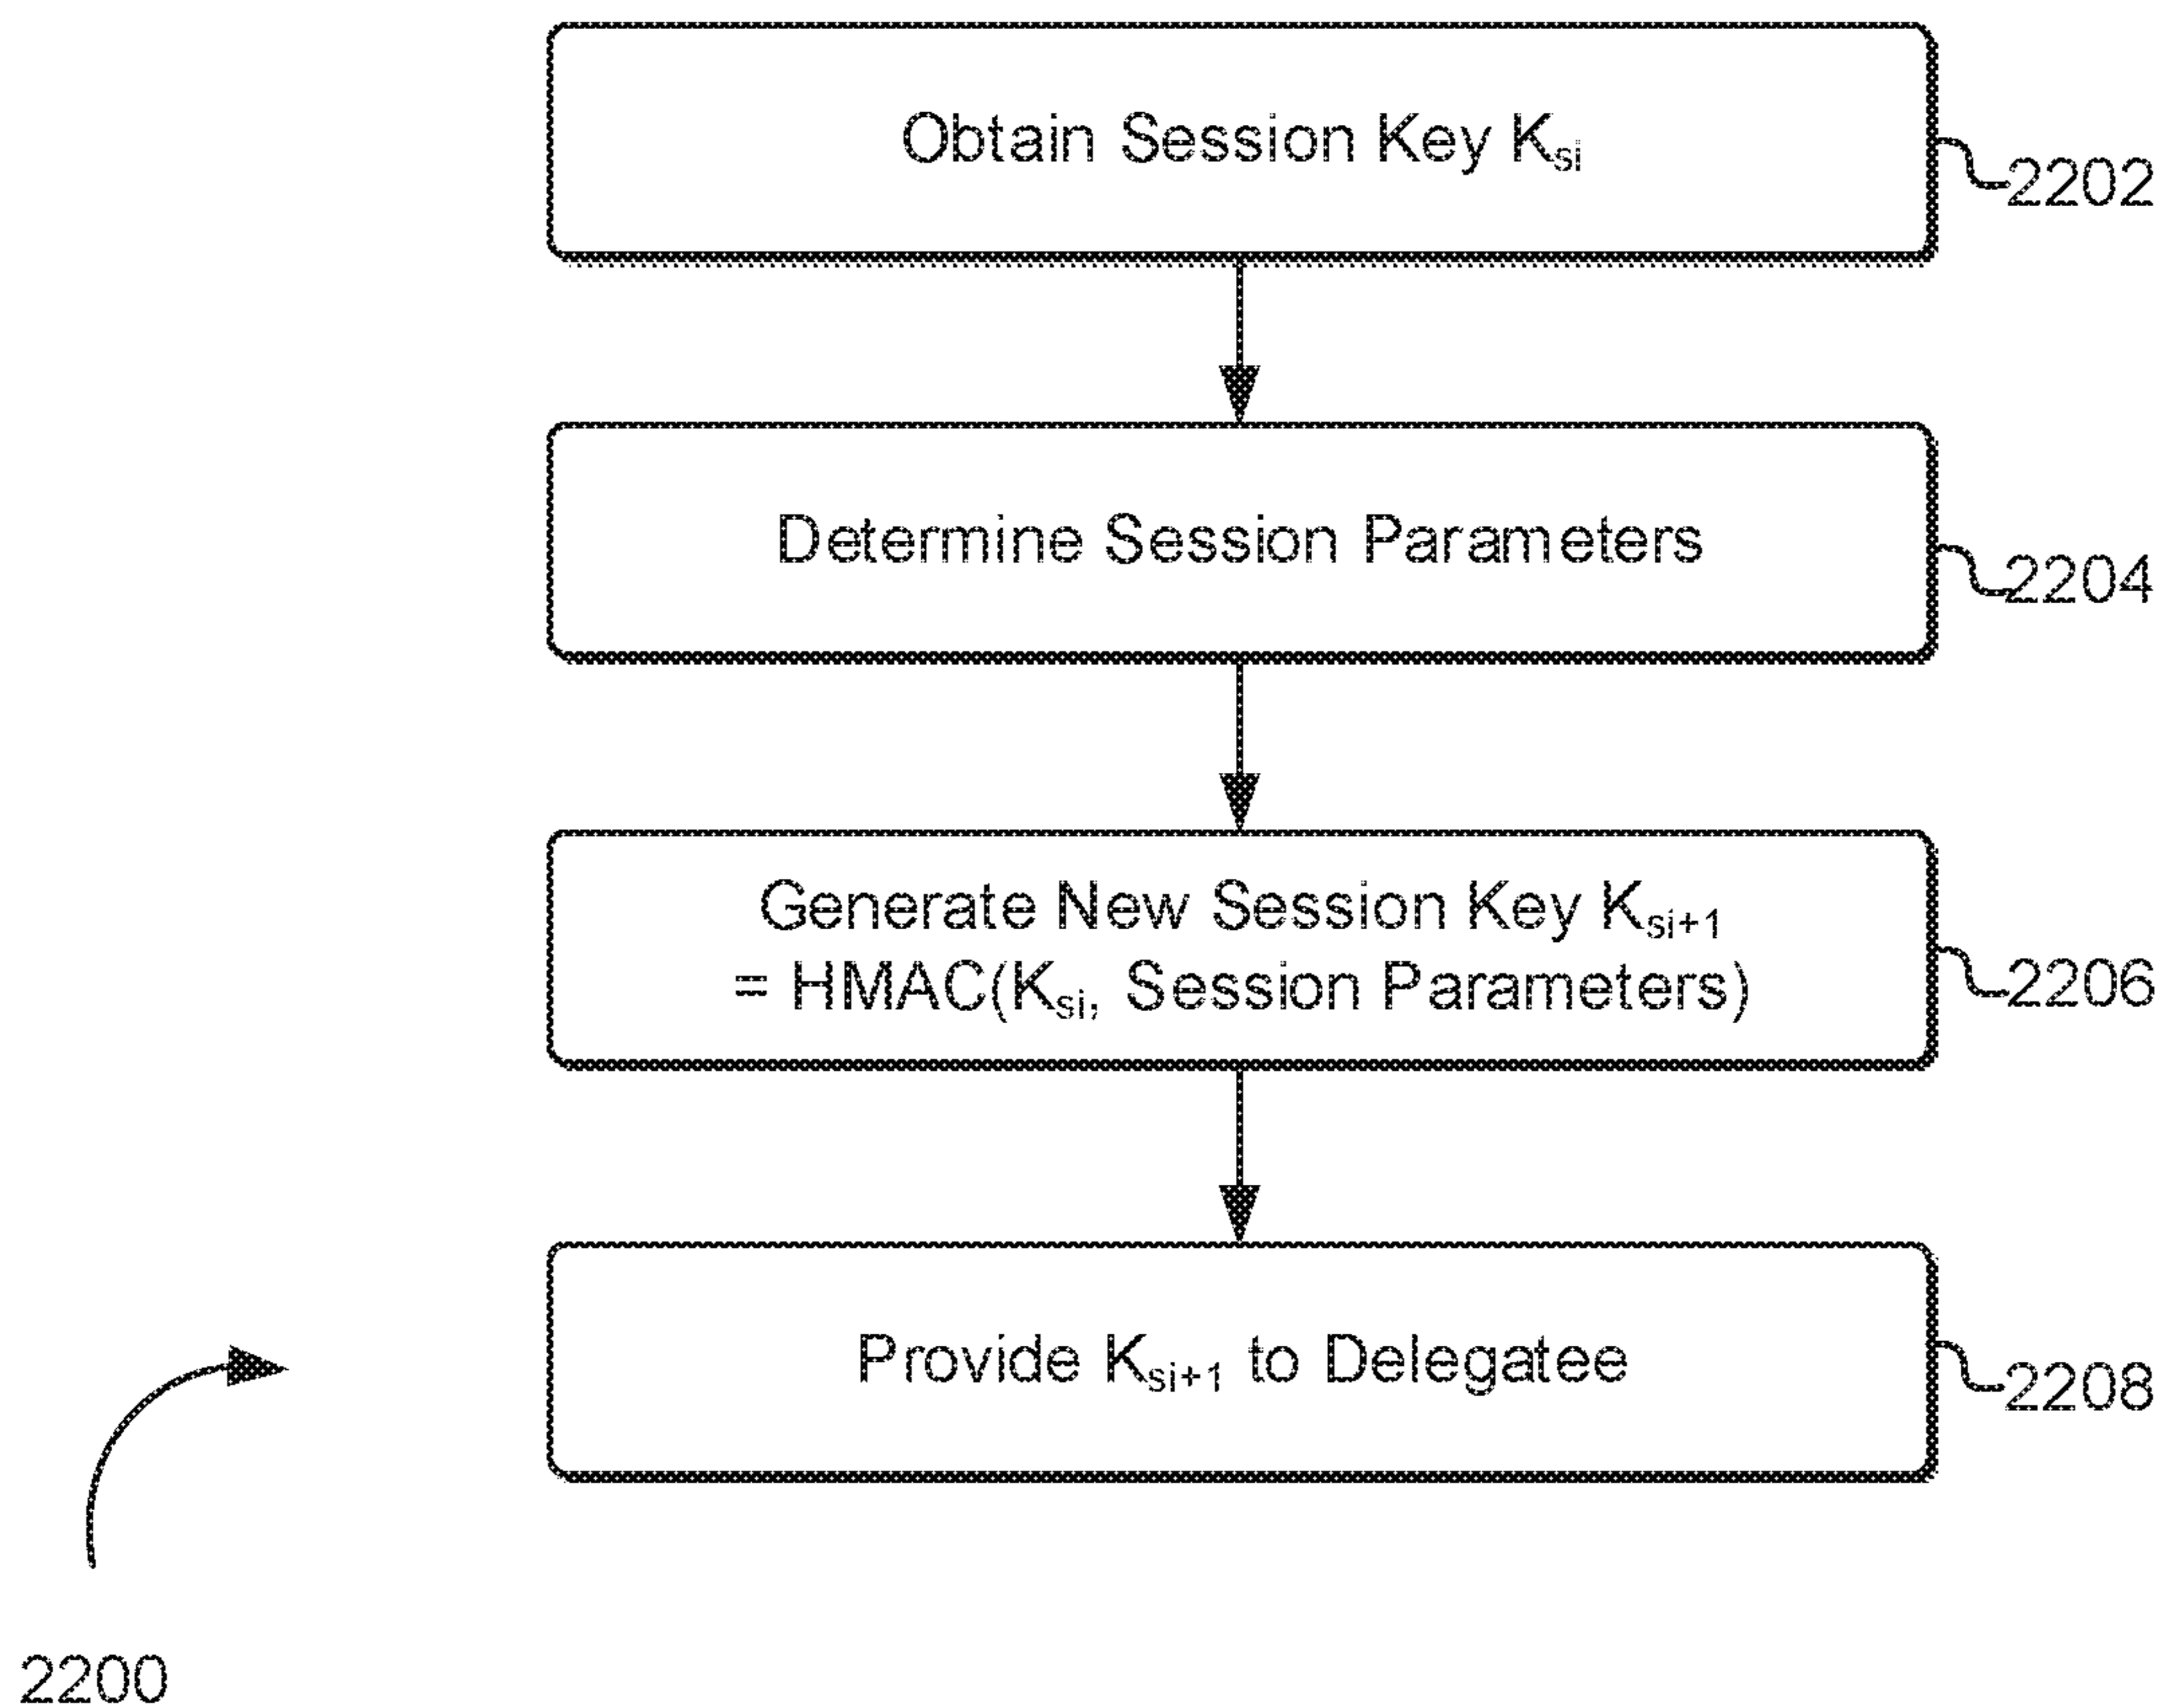 Obtain Session Key Ksi
2202
Determine Session Parameters
2204
Generate New Session Key Ksi+1
= HMAC(Ksi, Session Parameters)
2206
Provide Ksi+1 to Delegatee
2208
2200